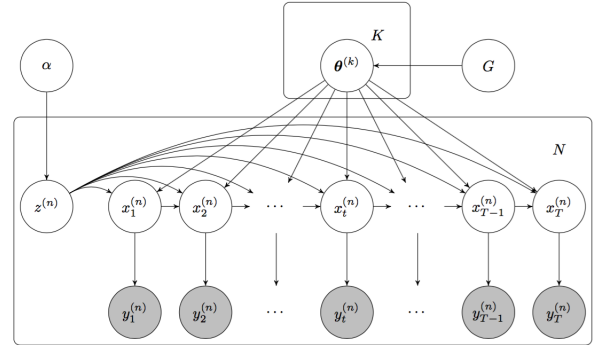 K
α θ^(k) G
N
z^(n) x_1^(n) x_2^(n) ··· x_t^(n) ··· x_{T−1}^(n) x_T^(n)
y_1^(n) y_2^(n) ··· y_t^(n) ··· y_{T−1}^(n) y_T^(n)